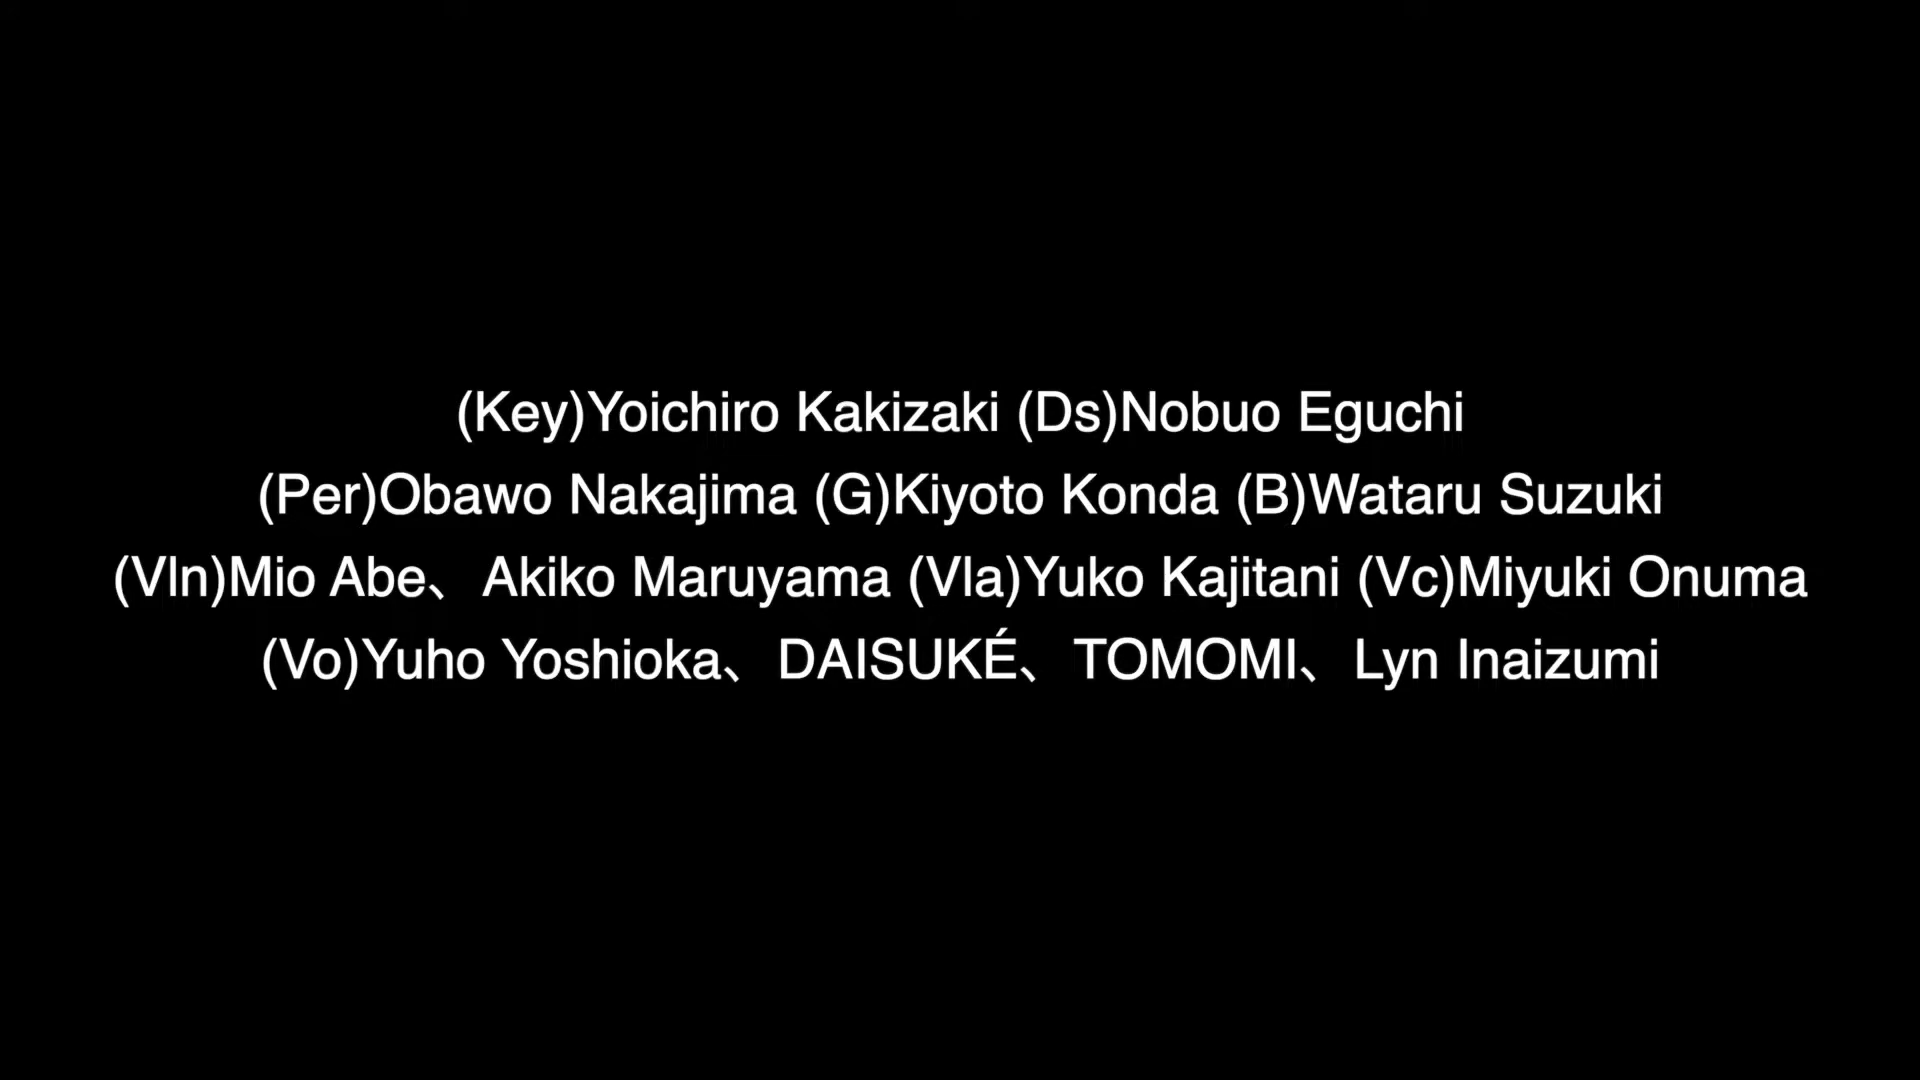 (Key)Yoichiro Kakizaki (Ds)Nobuo Eguchi
(Per)Obawo Nakajima (G)Kiyoto Konda (B)Wataru Suzuki
(Vln)Mio Abe、Akiko Maruyama (Vla)Yuko Kajitani (Vc)Miyuki Onuma
(Vo)Yuho Yoshioka、DAISUKÉ、TOMOMI、Lyn Inaizumi